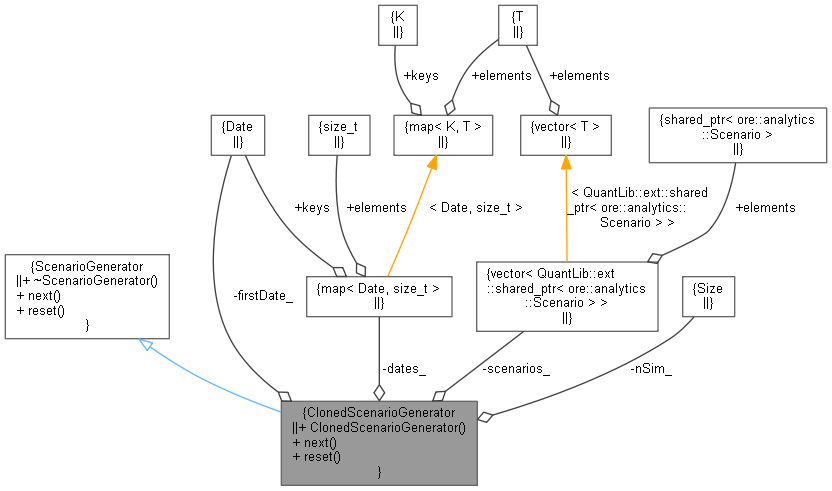 {K
||}
{T
||}
+keys
+elements
+elements
{Date
||}
{size_t
||}
{map< K, T >
||}
{vector< T >
||}
{shared_ptr< ore::analytics
::Scenario >
||}
+keys
+elements
< Date, size_t >
< QuantLib::ext::shared
_ptr< ore::analytics::
Scenario > >
+elements
{ScenarioGenerator
||+ ~ScenarioGenerator()
+ next()
+ reset()
}
-firstDate_
{map< Date, size_t >
||}
{vector< QuantLib::ext
::shared_ptr< ore::analytics
::Scenario > >
||}
{Size
||}
-dates_
-scenarios_
-nSim_
{ClonedScenarioGenerator
||+ ClonedScenarioGenerator()
+ next()
+ reset()
}